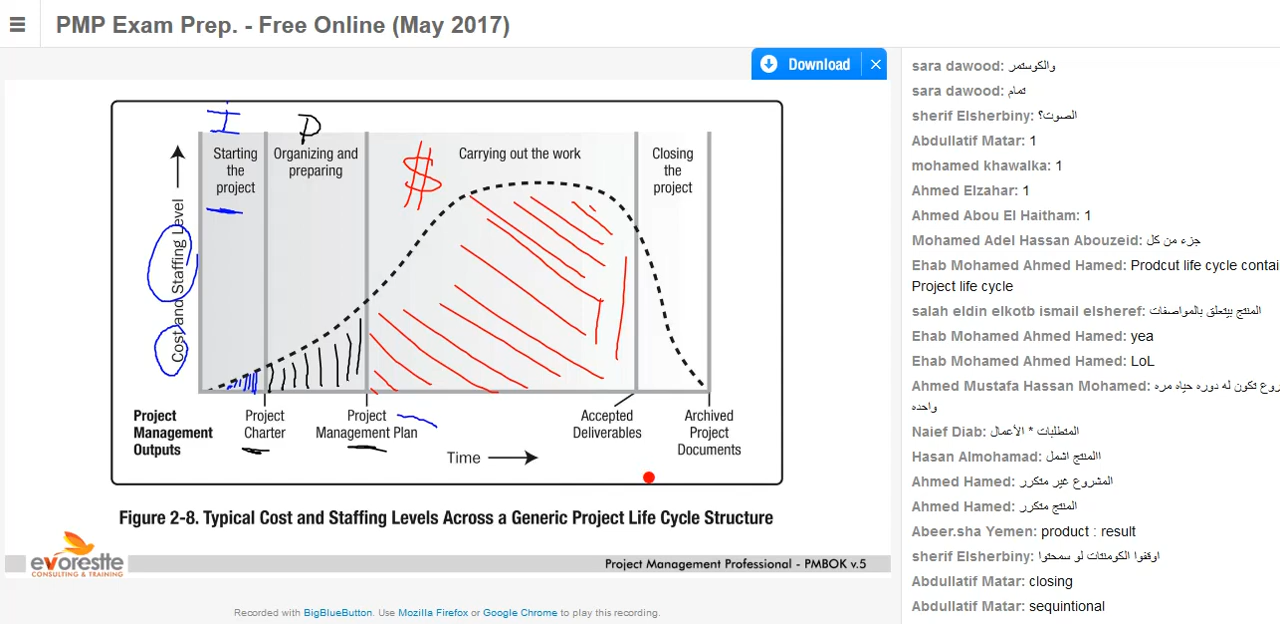 PMP Exam Prep. - Free Online (May 2017)
Download
I
P
$
Starting
the
project
Organizing and
preparing
Carrying out the work
Closing
the
project
Cost and Staffing Level
Project
Management
Outputs
Project
Charter
Project
Management Plan
Accepted
Deliverables
Archived
Project
Documents
Time
Figure 2-8. Typical Cost and Staffing Levels Across a Generic Project Life Cycle Structure
evorestte
CONSULTING & TRAINING
Project Management Professional - PMBOK v.5
Recorded with BigBlueButton. Use Mozilla Firefox or Google Chrome to play this recording.
sara dawood: والكوستمر
sara dawood: تمام
sherif Elsherbiny: الصوت؟
Abdullatif Matar: 1
mohamed khawalka: 1
Ahmed Elzahar: 1
Ahmed Abou El Haitham: 1
Mohamed Adel Hassan Abouzeid: جزء من كل
Ehab Mohamed Ahmed Hamed: Prodcut life cycle contai
Project life cycle
salah eldin elkotb ismail elsheref: المنتج بيتعلق بالمواصفات
Ehab Mohamed Ahmed Hamed: yea
Ehab Mohamed Ahmed Hamed: LoL
Ahmed Mustafa Hassan Mohamed: روع تكون له دوره حياه مره
واحده
Naief Diab: المتطلبات * الأعمال
Hasan Almohamad: االمنتج اشمل
Ahmed Hamed: المشروع غير متكرر
Ahmed Hamed: المنتج متكرر
Abeer.sha Yemen: product : result
sherif Elsherbiny: اوقفوا الكومنتات لو سمحتوا
Abdullatif Matar: closing
Abdullatif Matar: sequintional